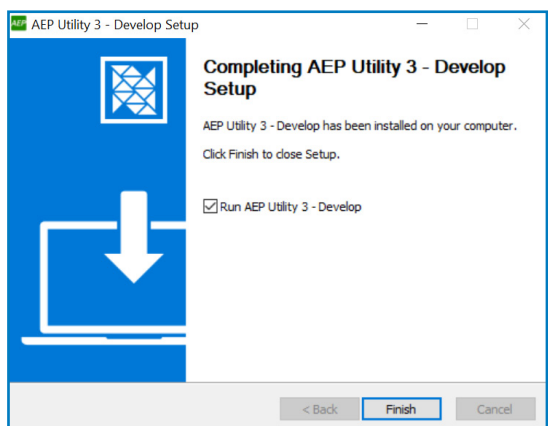 AEP AEP Utility 3 - Develop Setup
Completing AEP Utility 3 - Develop
Setup
AEP Utility 3 - Develop has been installed on your computer.
Click Finish to close Setup.
Run AEP Utility 3 - Develop
< Back Finish Cancel